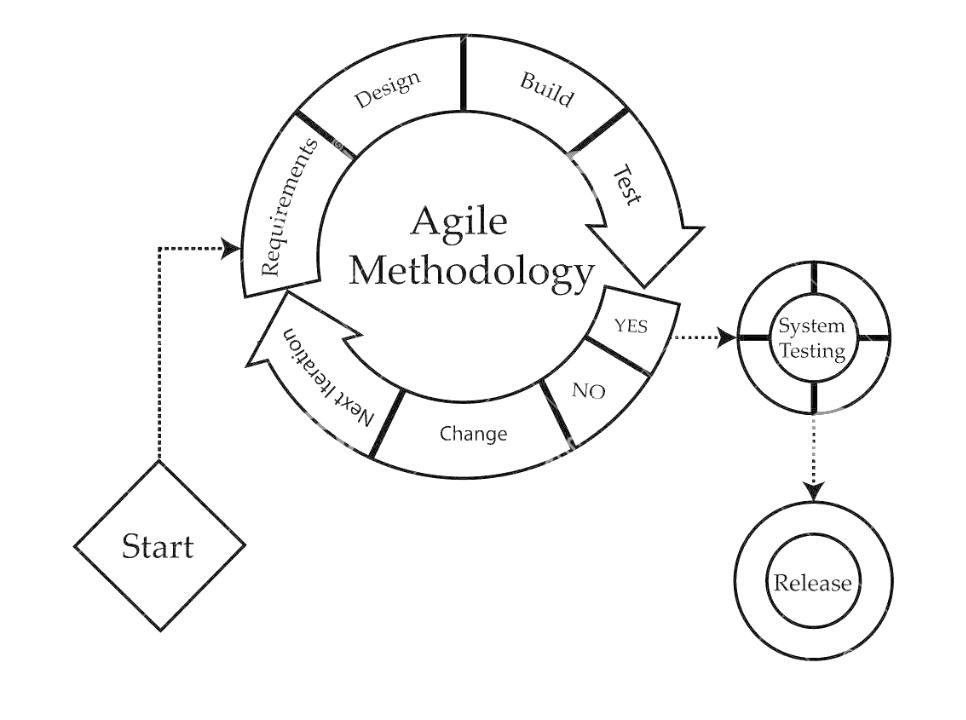 Design
Build
Requirements
Test
Agile
Methodology
YES
System
Testing
NO
Next Iteration
Change
Start
Release